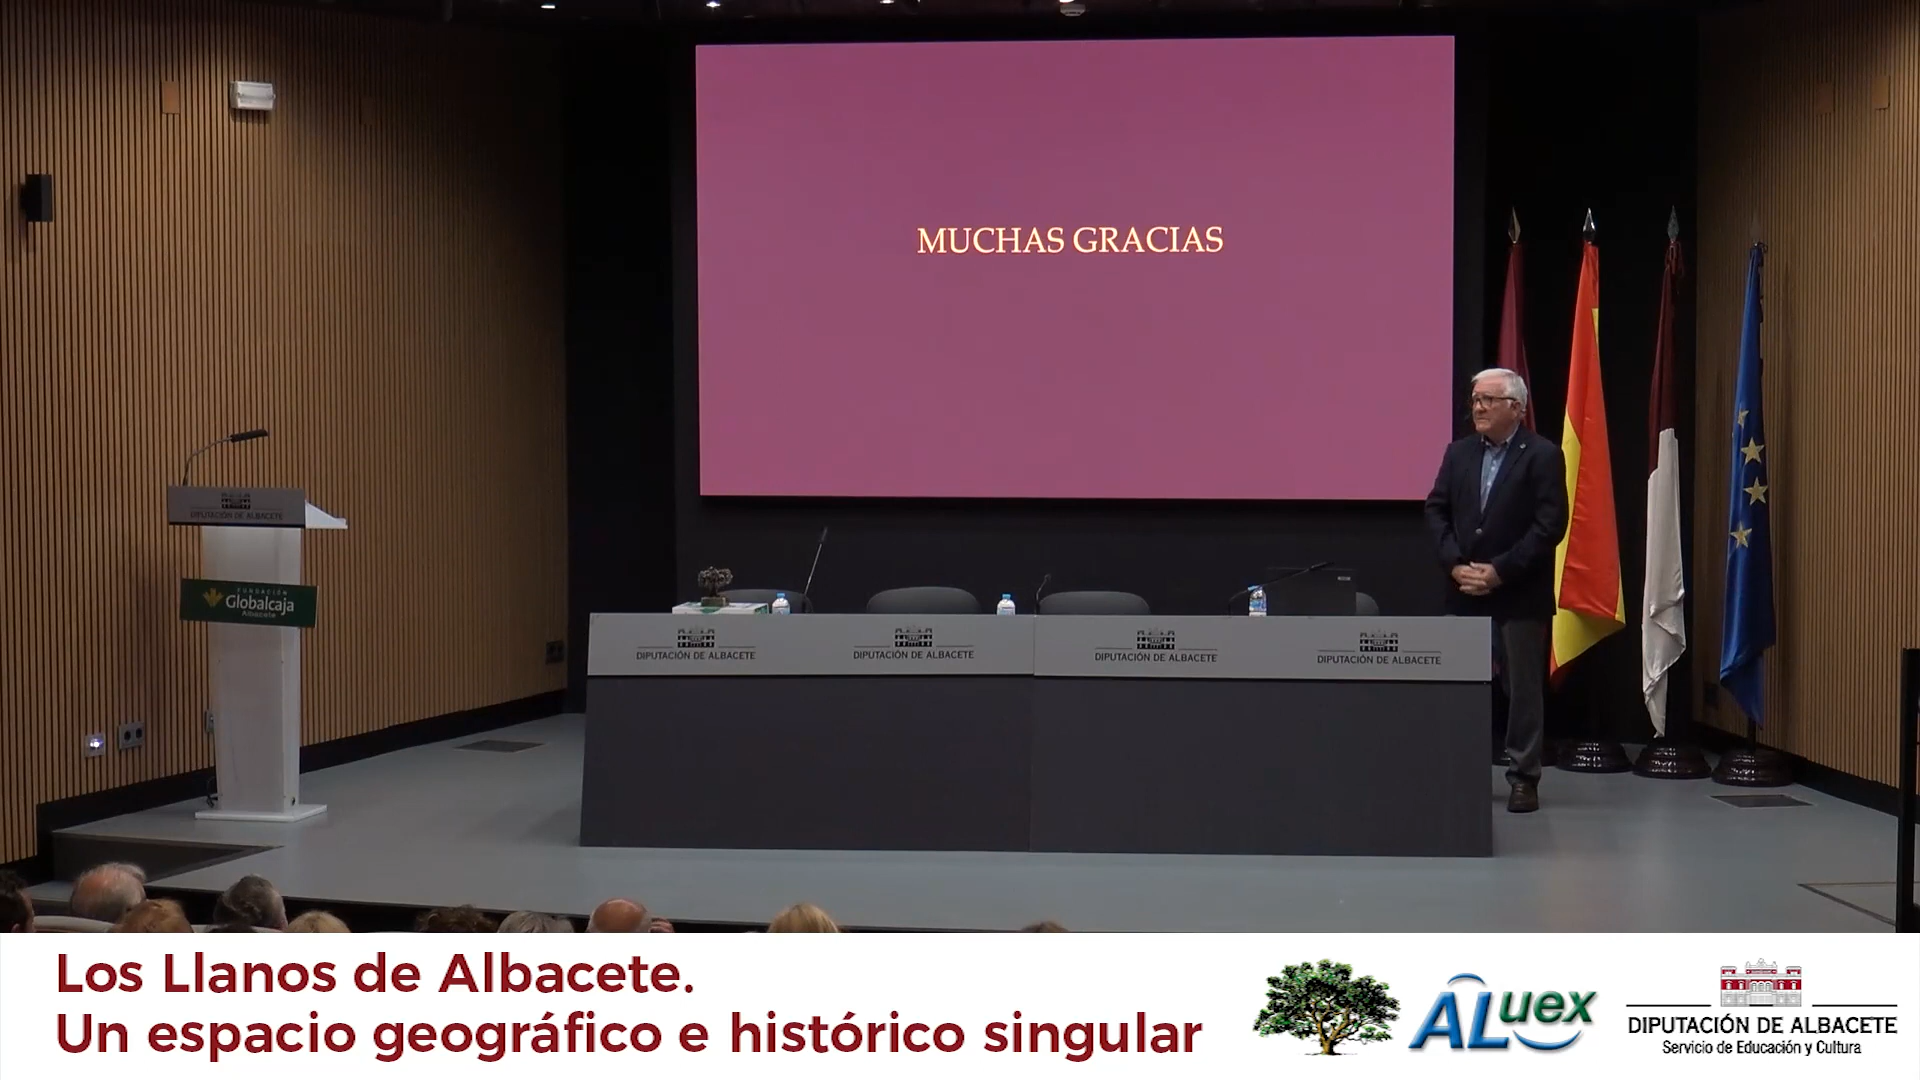 MUCHAS GRACIAS
DIPUTACIÓN DE ALBACETE
FUNDACIÓN
Globalcaja
Albacete
DIPUTACIÓN DE ALBACETE
DIPUTACIÓN DE ALBACETE
DIPUTACIÓN DE ALBACETE
DIPUTACIÓN DE ALBACETE
Los Llanos de Albacete.
Un espacio geográfico e histórico singular
ALuex
DIPUTACIÓN DE ALBACETE
Servicio de Educación y Cultura